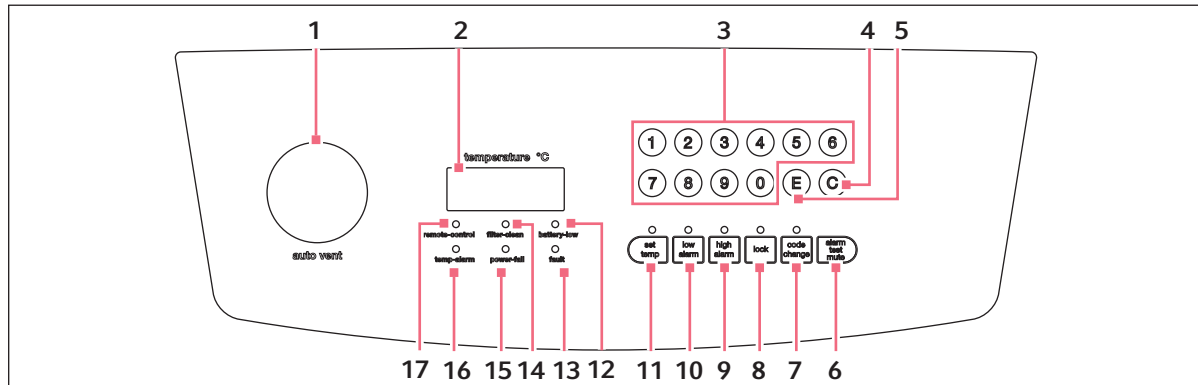 1 2 3 4 5
temperature °C
1 2 3 4 5 6
7 8 9 0 E C
remote-control filter-clean battery-low
auto vent
temp-alarm power-fail fault
set temp
low alarm
high alarm
lock
code change
alarm test mute
17 16 15 14 13 12 11 10 9 8 7 6